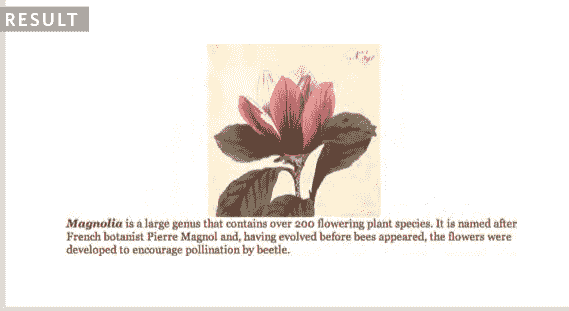 RESULT
Magnolia is a large genus that contains over 200 flowering plant species. It is named after
French botanist Pierre Magnol and, having evolved before bees appeared, the flowers were
developed to encourage pollination by beetle.